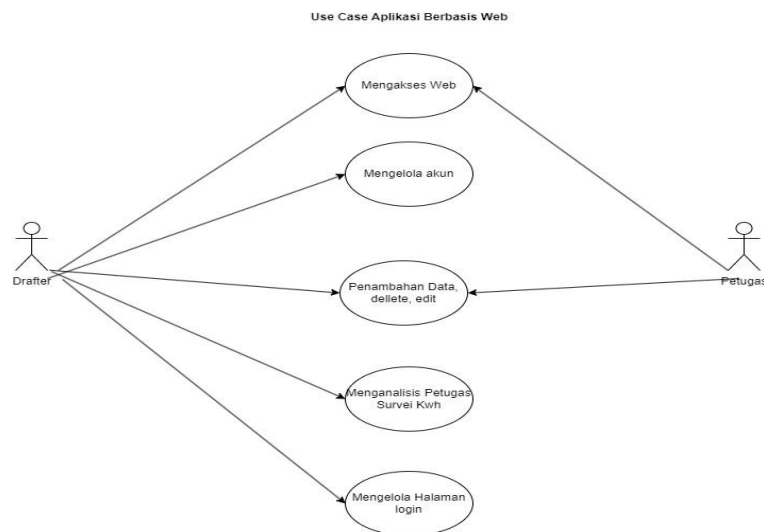 Use Case Aplikasi Berbasis Web
Mengakses Web
Mengelola akun
Drafter
Petugas
Penambahan Data,
dellete, edit
Menganalisis Petugas
Survei Kwh
Mengelola Halaman
login